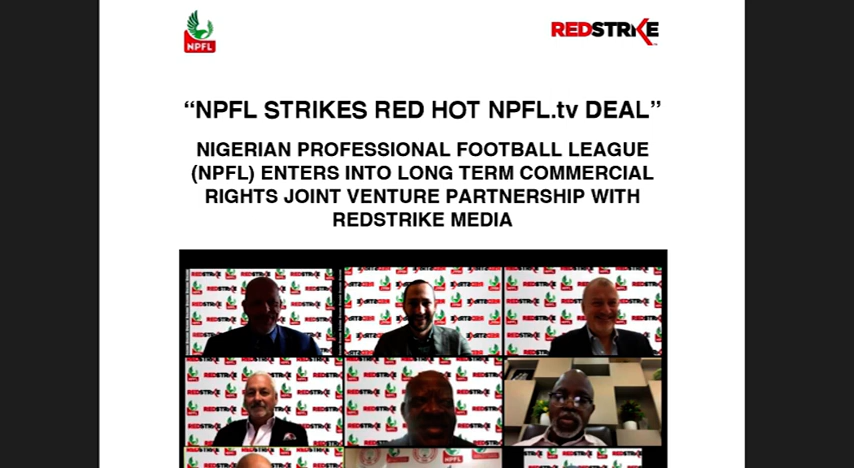 NPFL
REDSTRIKE
“NPFL STRIKES RED HOT NPFL.tv DEAL”
NIGERIAN PROFESSIONAL FOOTBALL LEAGUE
(NPFL) ENTERS INTO LONG TERM COMMERCIAL
RIGHTS JOINT VENTURE PARTNERSHIP WITH
REDSTRIKE MEDIA